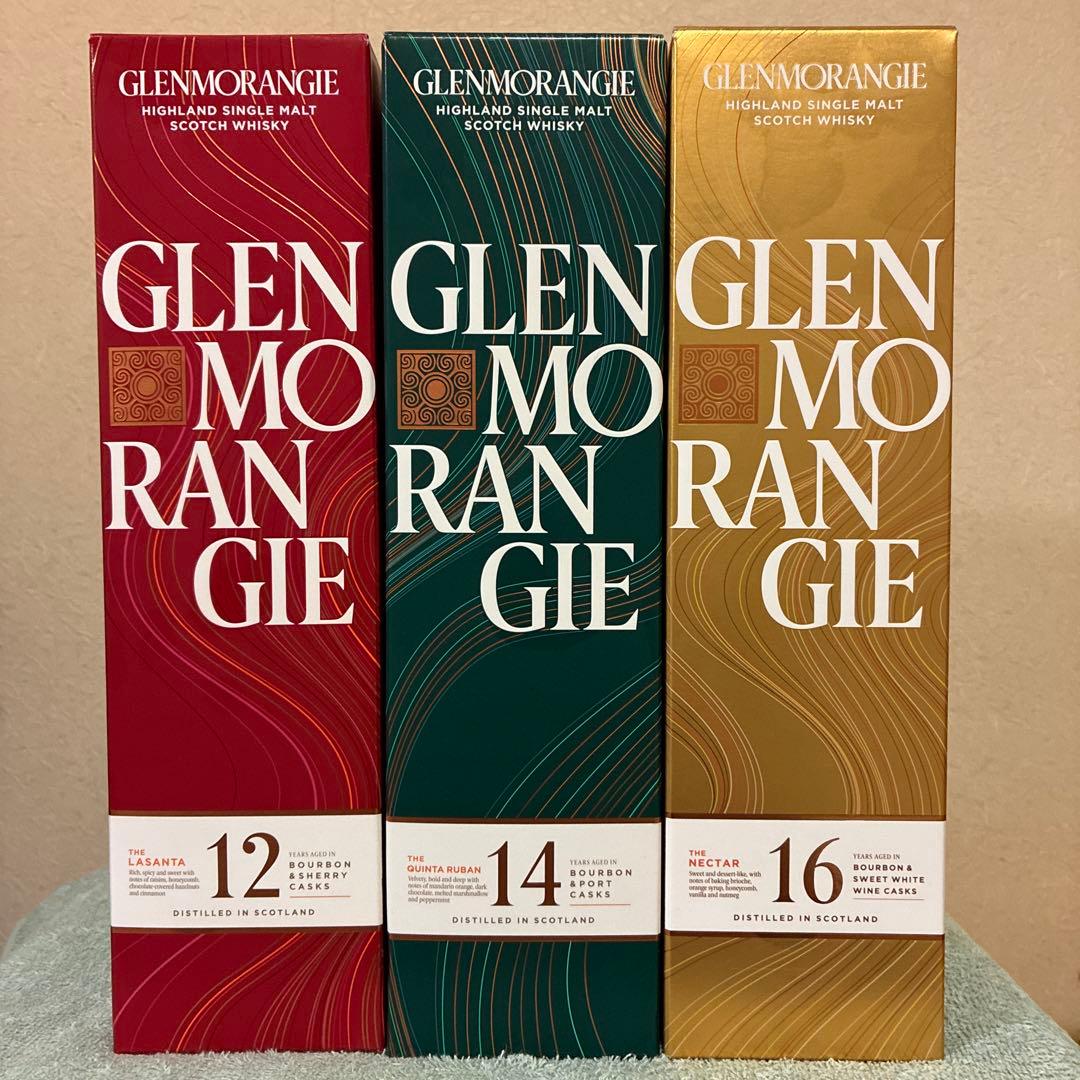 GLENMORANGIE
HIGHLAND SINGLE MALT
SCOTCH WHISKY
GLEN
MO
RAN
GIE
THE
LASANTA
Rich, spicy and sweet with
notes of raisins, honeycomb,
chocolate-covered hazelnuts
and cinnamon
12
YEARS AGED IN
BOURBON
& SHERRY
CASKS
DISTILLED IN SCOTLAND
GLENMORANGIE
HIGHLAND SINGLE MALT
SCOTCH WHISKY
GLEN
MO
RAN
GIE
THE
QUINTA RUBAN
Velvety, bold and deep with
notes of mandarin orange, dark
chocolate, melted marshmallow
and peppermint
14
YEARS AGED IN
BOURBON
& PORT
CASKS
DISTILLED IN SCOTLAND
GLENMORANGIE
HIGHLAND SINGLE MALT
SCOTCH WHISKY
GLEN
MO
RAN
GIE
THE
NECTAR
Sweet and dessert-like, with
notes of baking brioche,
orange syrup, honeycomb,
vanilla and nutmeg
16
YEARS AGED IN
BOURBON &
SWEET WHITE
WINE CASKS
DISTILLED IN SCOTLAND